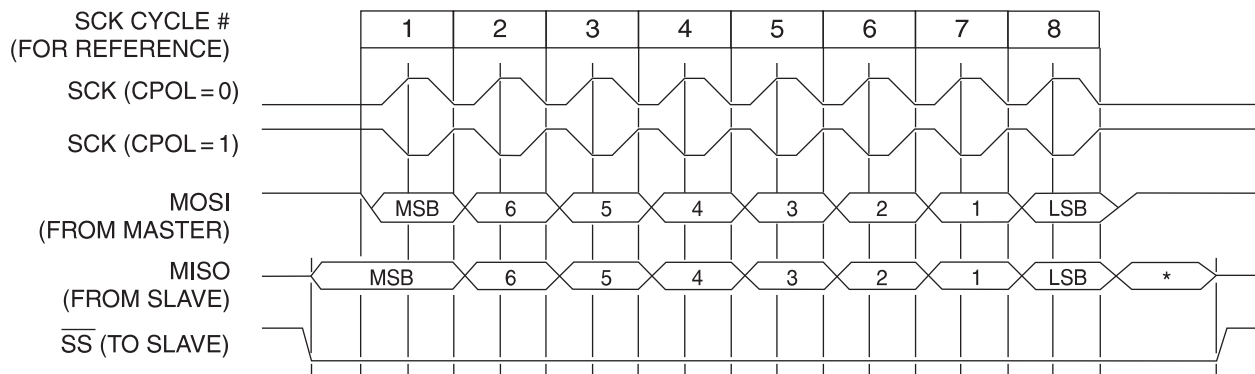 SCK CYCLE #
(FOR REFERENCE)
1 2 3 4 5 6 7 8
SCK (CPOL = 0)
SCK (CPOL = 1)
MOSI
(FROM MASTER)
MSB 6 5 4 3 2 1 LSB
MISO
(FROM SLAVE)
MSB 6 5 4 3 2 1 LSB *
SS (TO SLAVE)